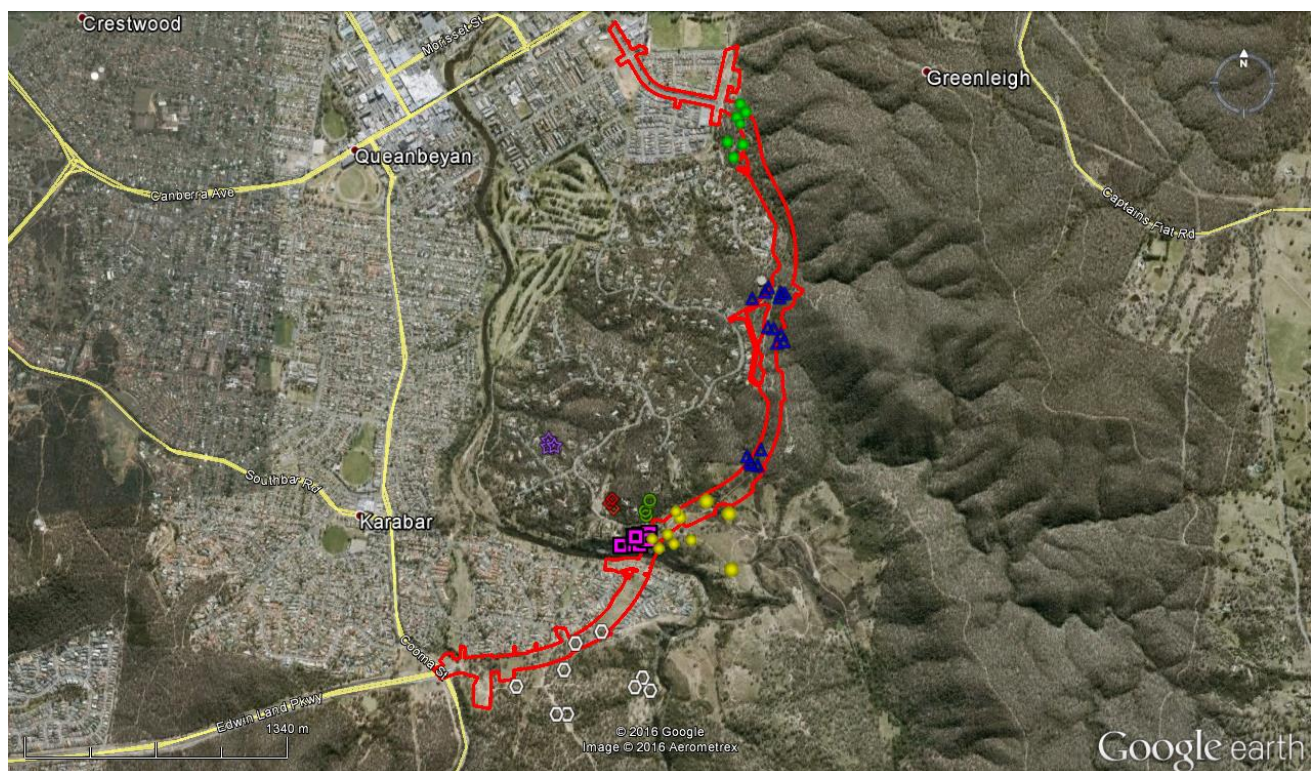 Crestwood
Morisset St
Greenleigh
N
Queanbeyan
Canberra Ave
Captains Flat Rd
Southbar Rd
Karabar
Cooma St
Edwin Land Pkwy
1340 m
© 2016 Google
Image © 2016 Aerometrex
Google earth